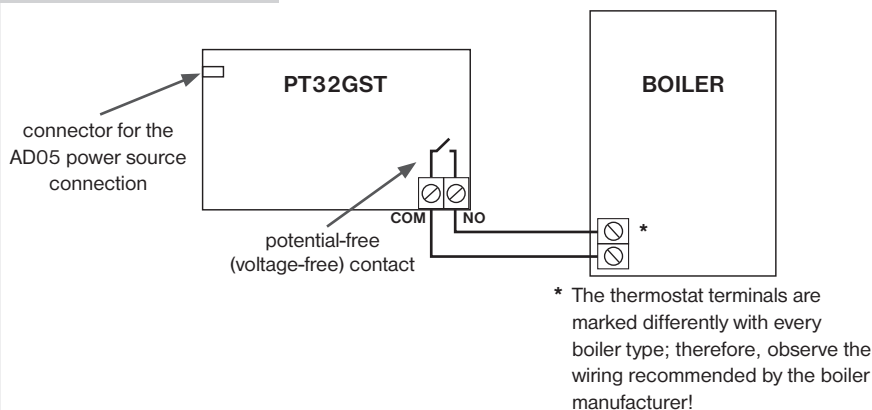 PT32GST
BOILER
connector for the
AD05 power source
connection
COM
NO
*
potential-free
(voltage-free) contact
* The thermostat terminals are
marked differently with every
boiler type; therefore, observe the
wiring recommended by the boiler
manufacturer!